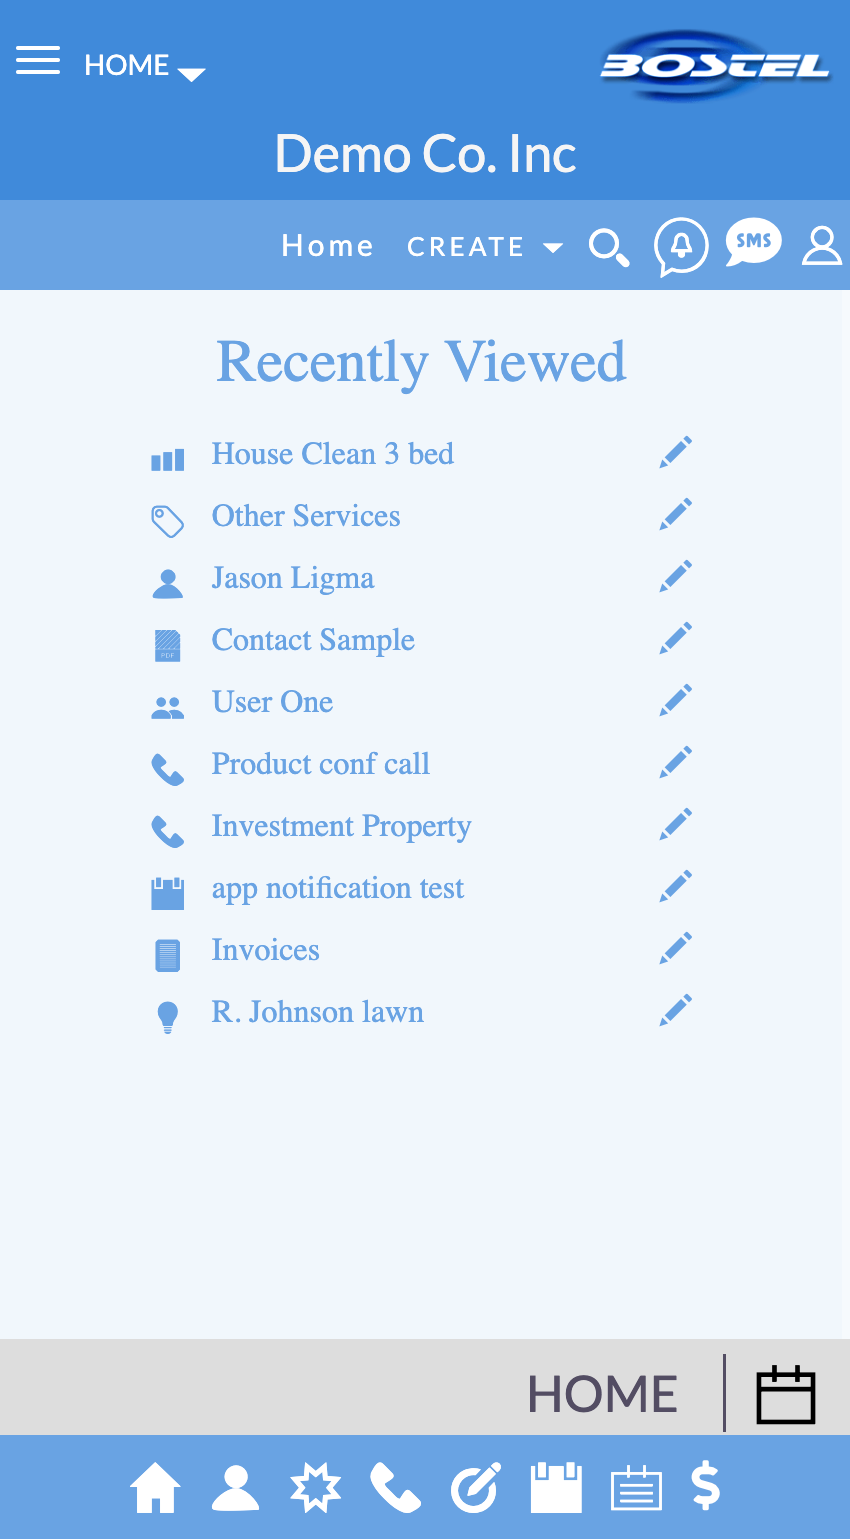 HOME
BOSTEL
Demo Co. Inc
Home CREATE SMS
Recently Viewed
House Clean 3 bed
Other Services
Jason Ligma
Contact Sample
PDF
User One
Product conf call
Investment Property
app notification test
Invoices
R. Johnson lawn
HOME